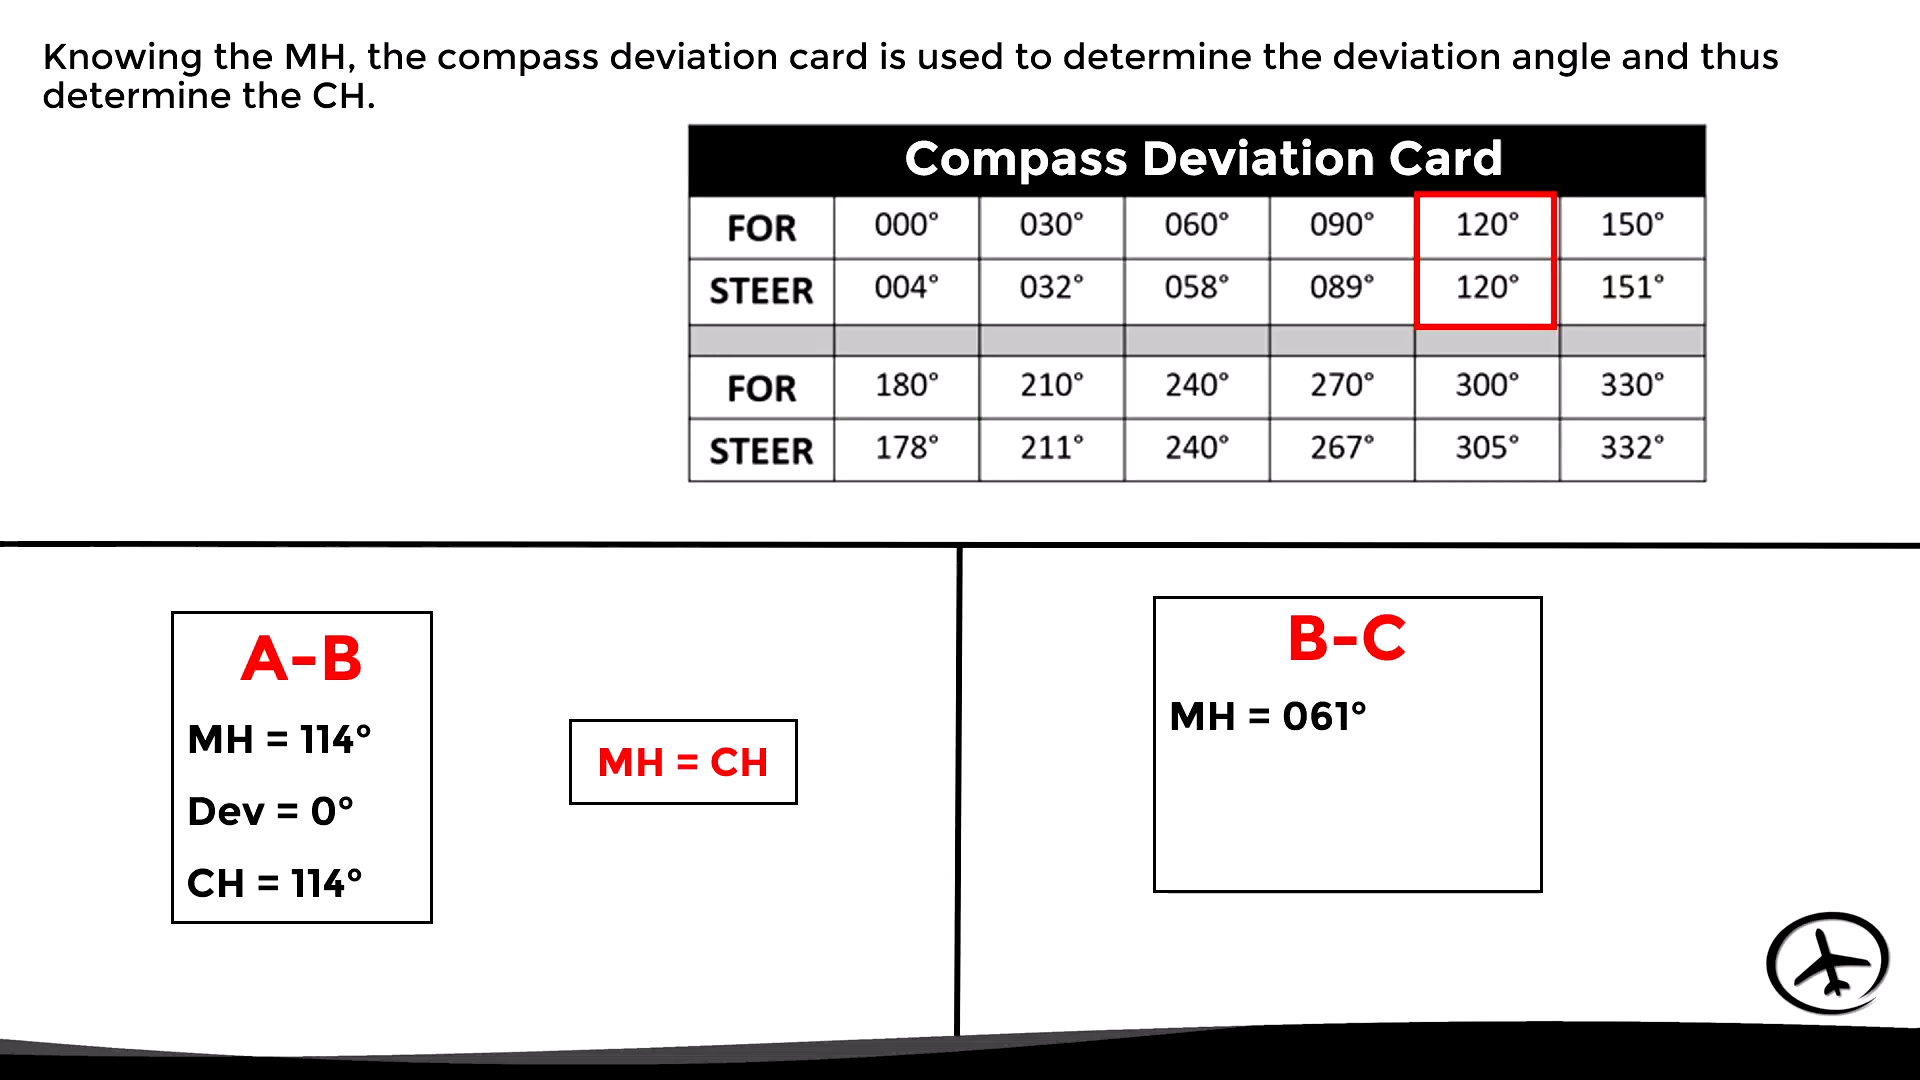 Knowing the MH, the compass deviation card is used to determine the deviation angle and thus
determine the CH.
Compass Deviation Card
FOR 000° 030° 060° 090° 120° 150°
STEER 004° 032° 058° 089° 120° 151°
FOR 180° 210° 240° 270° 300° 330°
STEER 178° 211° 240° 267° 305° 332°
A-B
MH = 114°
Dev = 0°
CH = 114°
MH = CH
B-C
MH = 061°